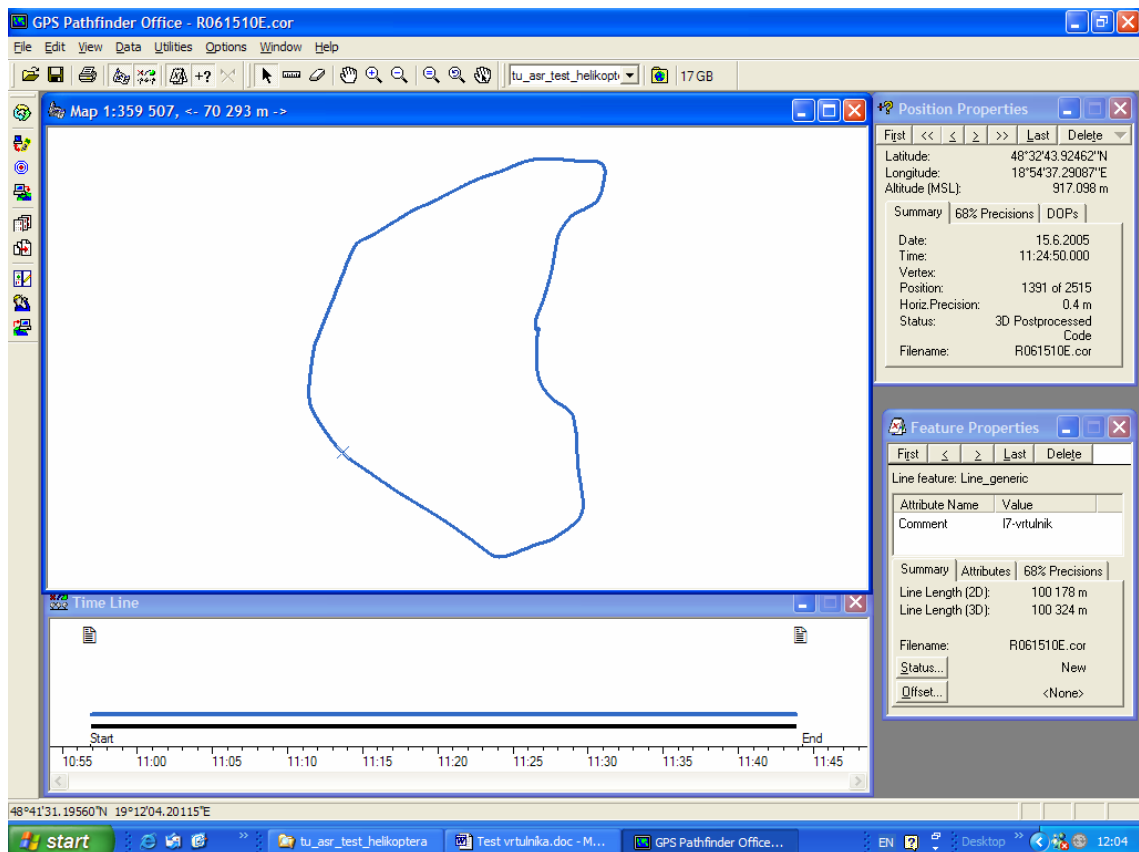 GPS Pathfinder Office - R061510E.cor
File Edit View Data Utilities Options Window Help
+? tu_asr_test_helikopt 17 GB
Map 1:359 507, <- 70 293 m ->
+? Position Properties
First << < > >> Last Delete
Latitude: 48°32'43.92462"N
Longitude: 18°54'37.29087"E
Altitude (MSL): 917.098 m
Summary 68% Precisions DOPs
Date: 15.6.2005
Time: 11:24:50.000
Vertex:
Position: 1391 of 2515
Horiz.Precision: 0.4 m
Status: 3D Postprocessed
Code
Filename: R061510E.cor
Feature Properties
First < > Last Delete
Line feature: Line_generic
Attribute Name Value
Comment l7-vrtulnik
Summary Attributes 68% Precisions
Line Length (2D): 100 178 m
Line Length (3D): 100 324 m
Filename: R061510E.cor
Status... New
Offset... <None>
Time Line
Start End
10:55 11:00 11:05 11:10 11:15 11:20 11:25 11:30 11:35 11:40 11:45
48°41'31.19560"N 19°12'04.20115"E
start » tu_asr_test_helikoptera Test vrtulnika.doc - M... GPS Pathfinder Office... EN Desktop » 12:04